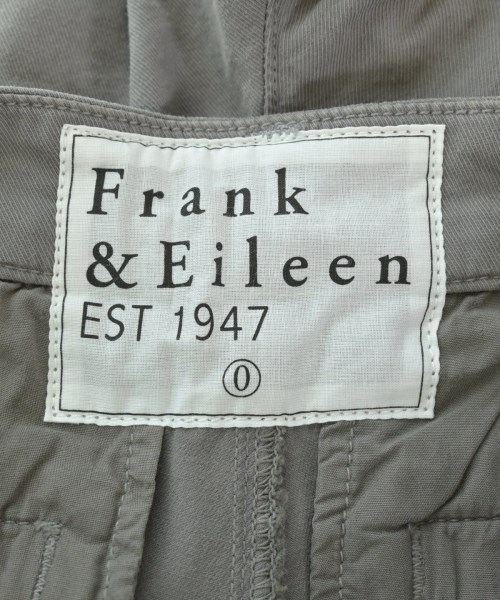 Frank
& Eileen
EST 1947
0